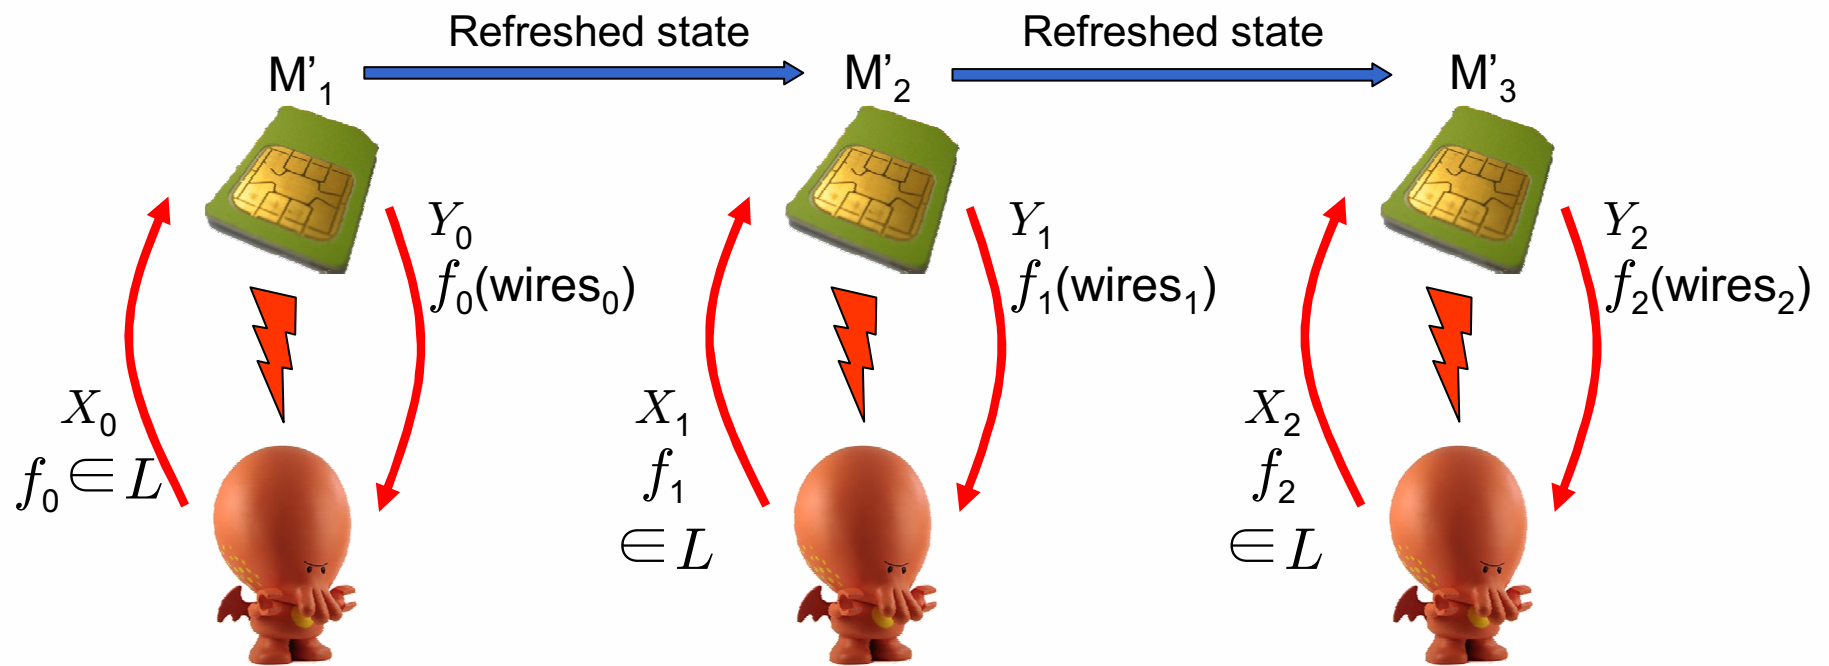 Refreshed state
Refreshed state
M'₁
M'₂
M'₃
Y₀
f₀(wires₀)
X₀
f₀ ∈ L
Y₁
f₁(wires₁)
X₁
f₁
∈ L
Y₂
f₂(wires₂)
X₂
f₂
∈ L